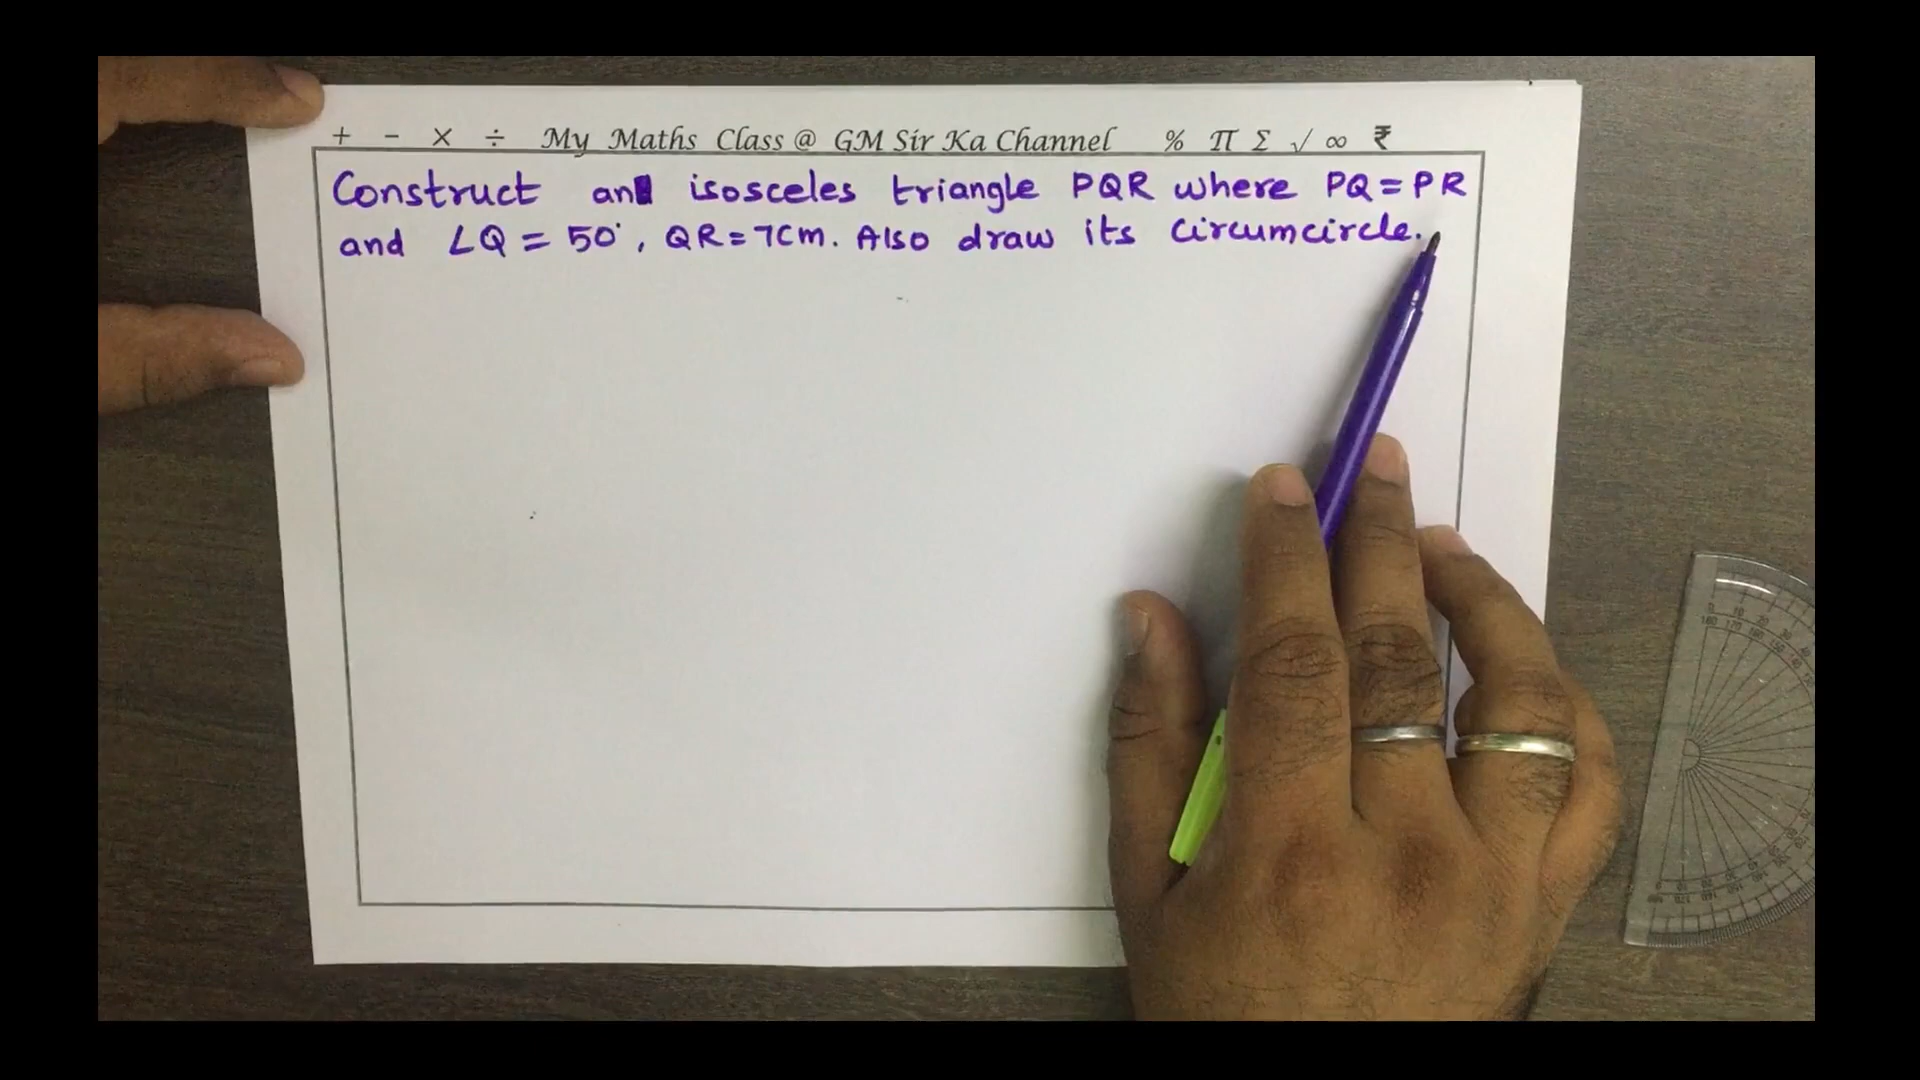 + - × ÷ My Maths Class @ GM Sir Ka Channel % Π Σ √ ∞ ₹
Construct an isosceles triangle PQR where PQ = PR
and ∠Q = 50°, QR = 7cm. Also draw its circumcircle.